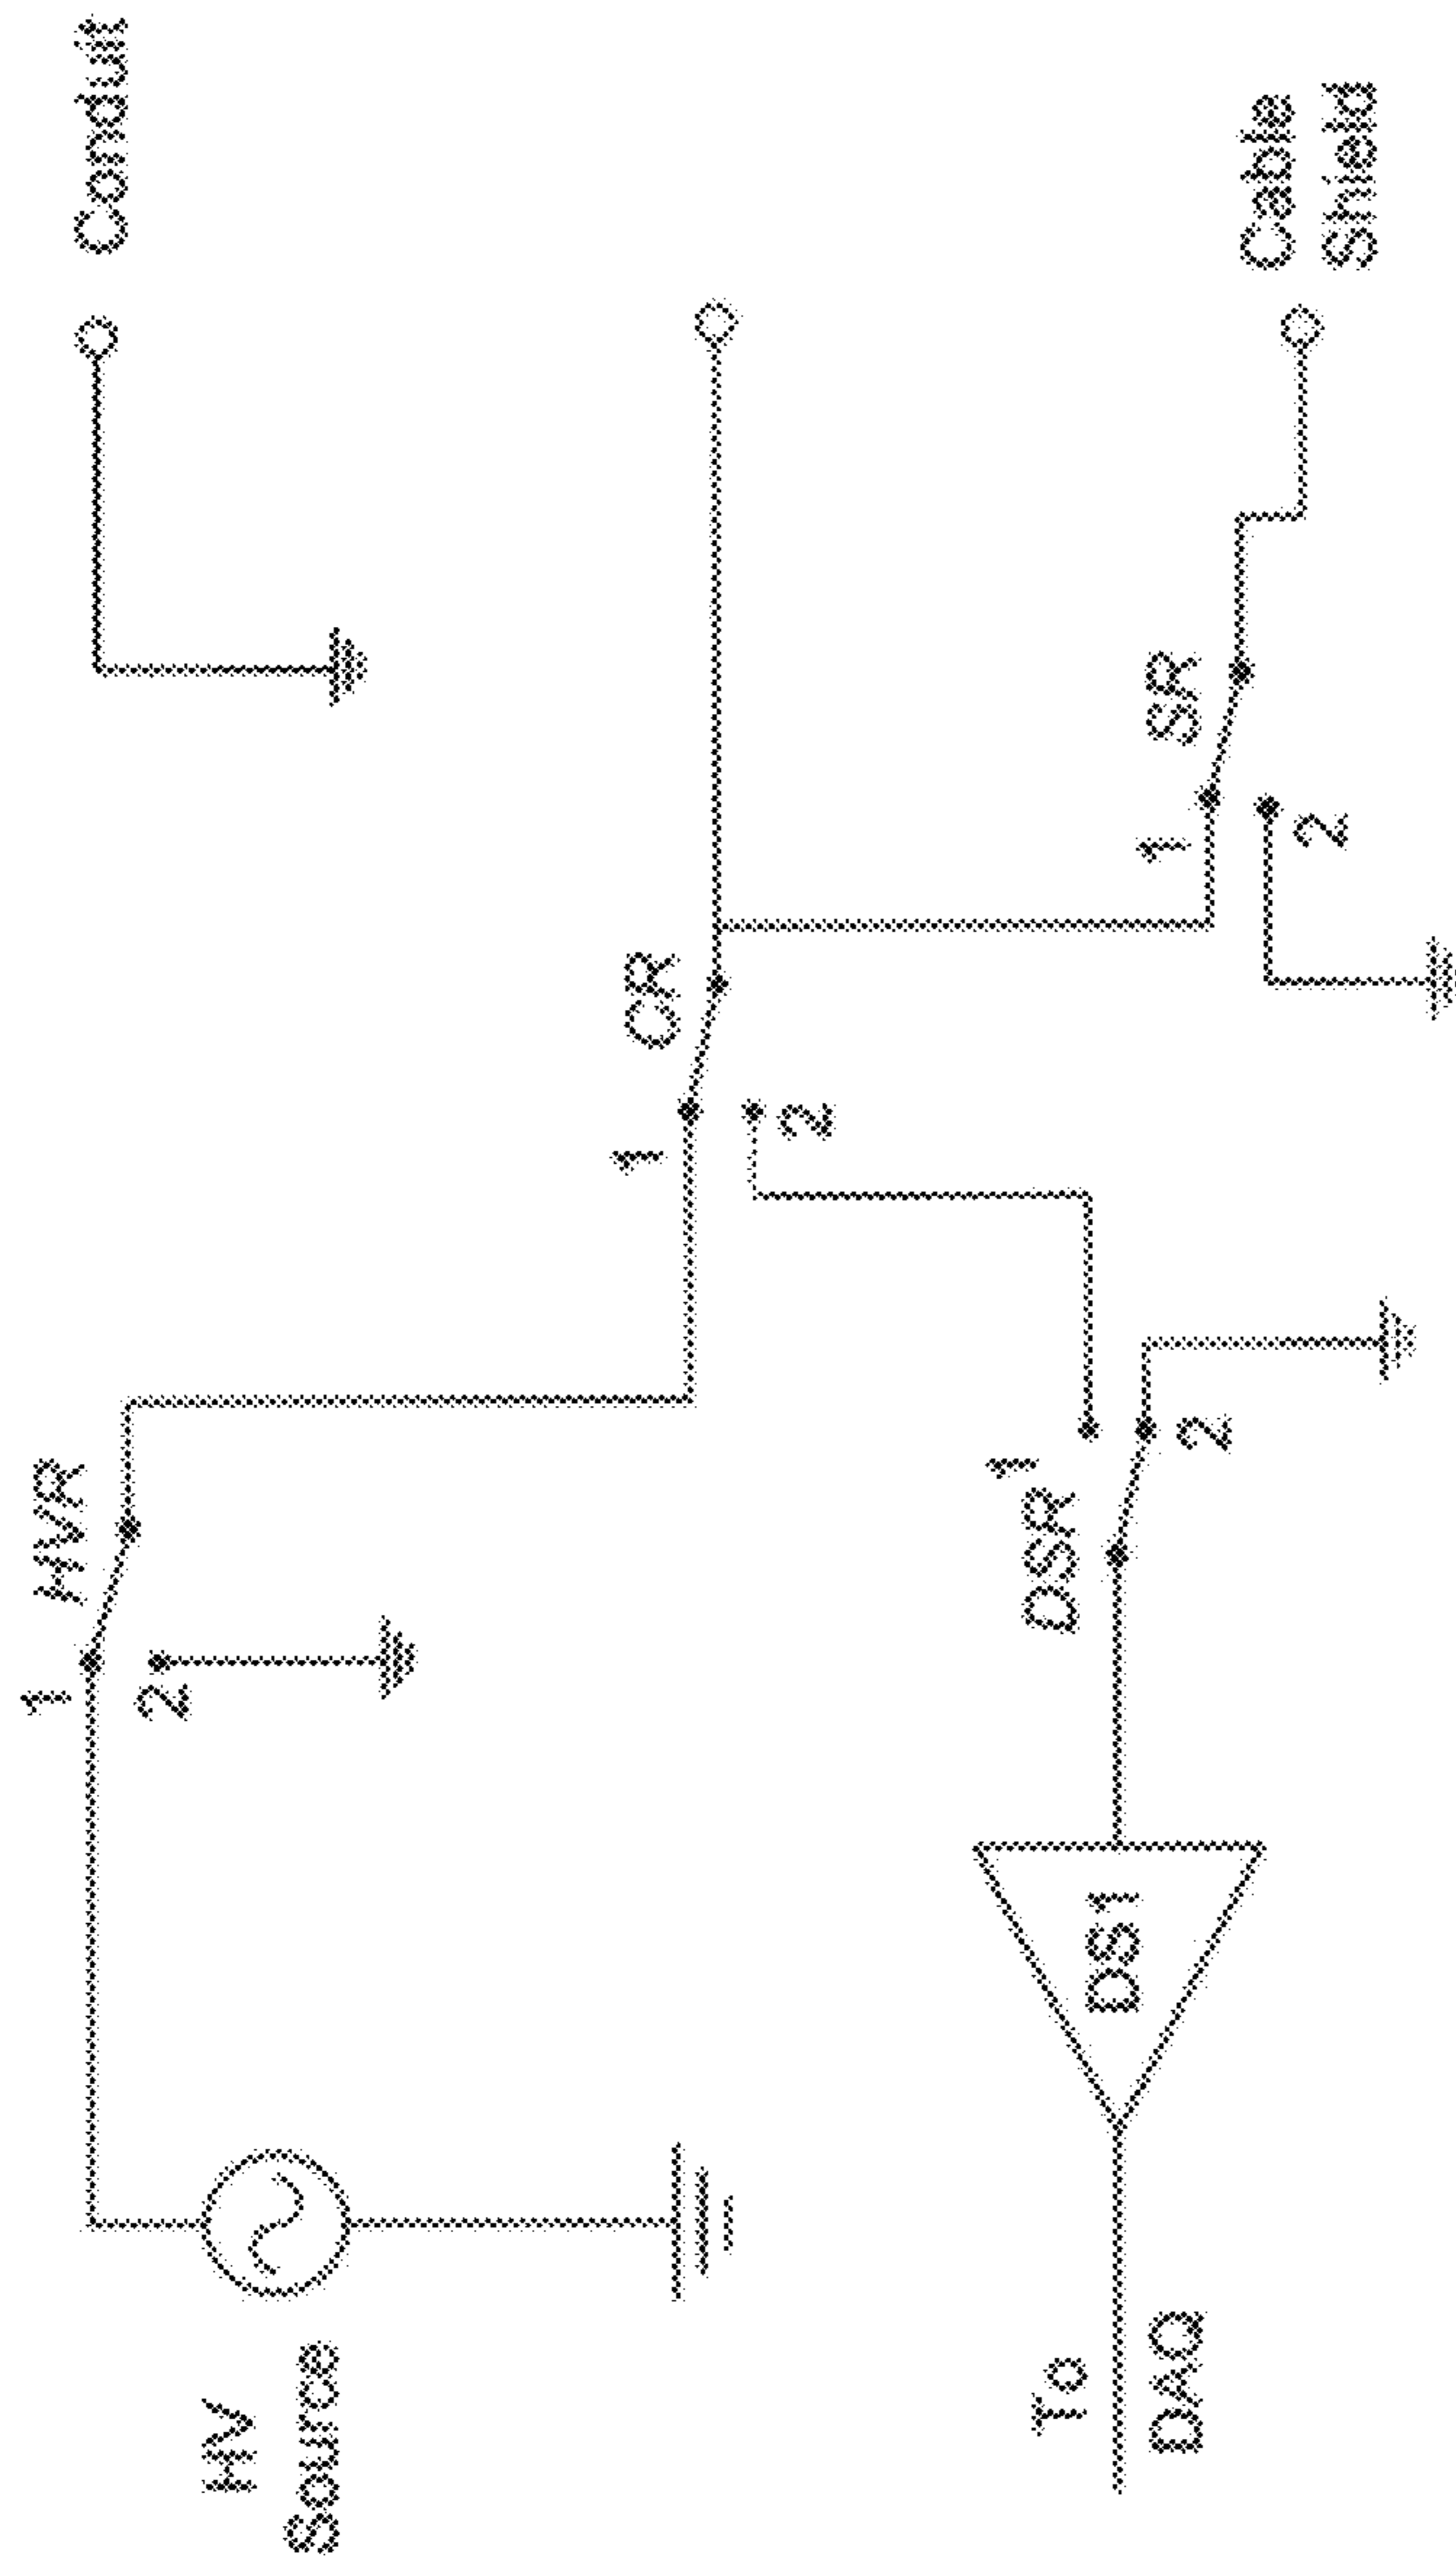 HV
Source
1
HVR
2
Conduit
1
CR
2
1
SR
2
Cable
Shield
1
DSR
2
DS1
TO
DAQ